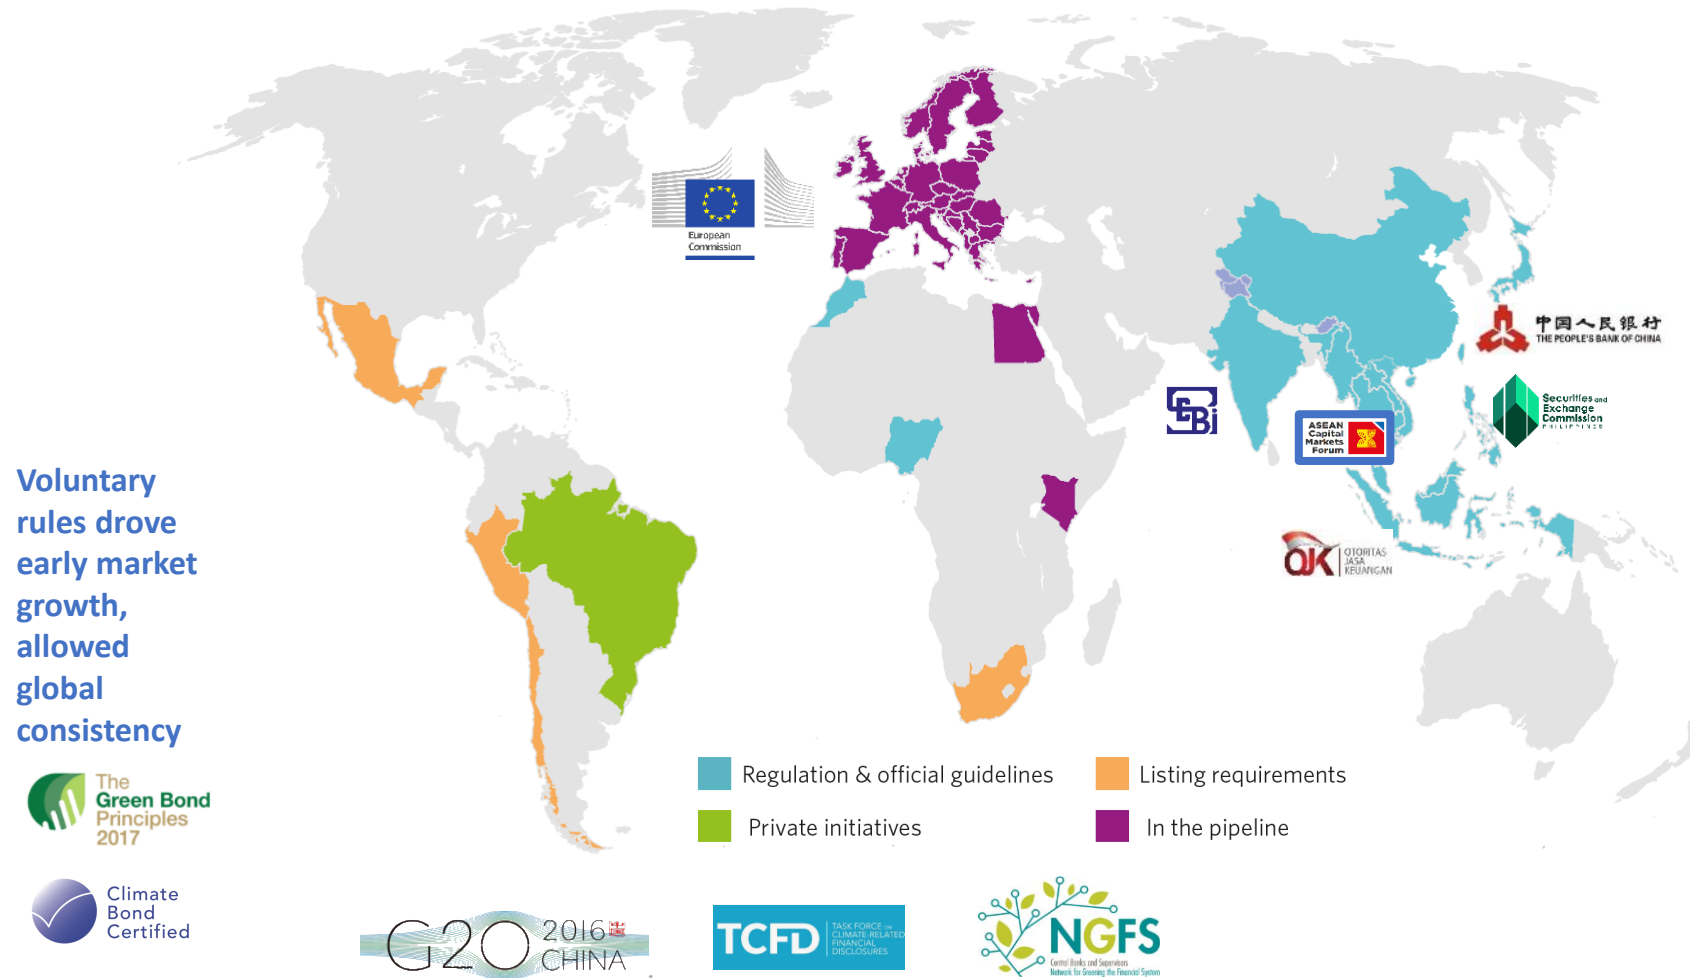 European
Commission
中国人民银行
THE PEOPLE'S BANK OF CHINA
SEBI
Securities and
Exchange
Commission
PHILIPPINES
ASEAN
Capital
Markets
Forum
OJK
OTORITAS
JASA
KEUANGAN
Voluntary
rules drove
early market
growth,
allowed
global
consistency
The
Green Bond
Principles
2017
Climate
Bond
Certified
Regulation & official guidelines
Listing requirements
Private initiatives
In the pipeline
G20
2016
CHINA
TCFD
TASK FORCE ON
CLIMATE-RELATED
FINANCIAL
DISCLOSURES
NGFS
Central Banks and Supervisors
Network for Greening the Financial System